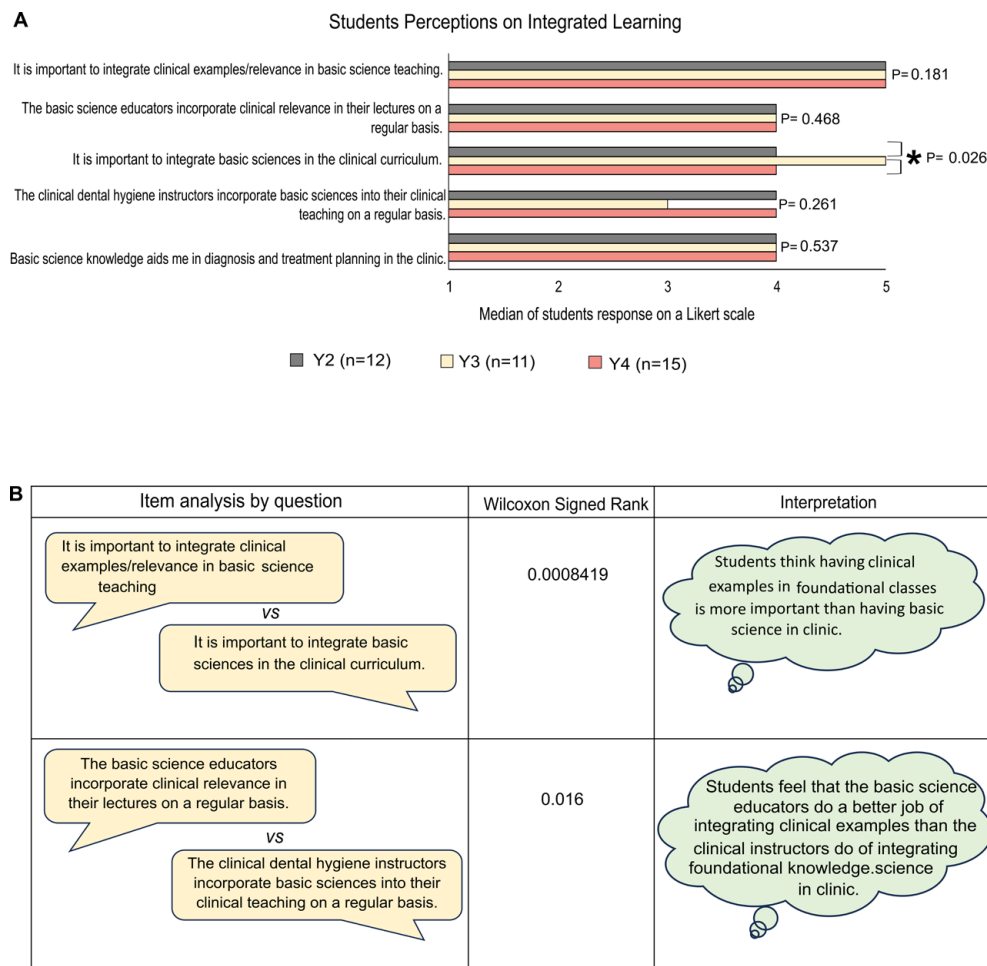 A
Students Perceptions on Integrated Learning
It is important to integrate clinical examples/relevance in basic science teaching.
P= 0.181
The basic science educators incorporate clinical relevance in their lectures on a
regular basis.
P= 0.468
It is important to integrate basic sciences in the clinical curriculum.
* P= 0.026
The clinical dental hygiene instructors incorporate basic sciences into their clinical
teaching on a regular basis.
P= 0.261
Basic science knowledge aids me in diagnosis and treatment planning in the clinic.
P= 0.537
1 2 3 4 5
Median of students response on a Likert scale
Y2 (n=12) Y3 (n=11) Y4 (n=15)
B
Item analysis by question
Wilcoxon Signed Rank
Interpretation
It is important to integrate clinical
examples/relevance in basic science
teaching
vs
It is important to integrate basic
sciences in the clinical curriculum.
0.0008419
Students think having clinical
examples in foundational classes
is more important than having basic
science in clinic.
The basic science educators
incorporate clinical relevance in
their lectures on a regular basis.
vs
The clinical dental hygiene instructors
incorporate basic sciences into their
clinical teaching on a regular basis.
0.016
Students feel that the basic science
educators do a better job of
integrating clinical examples than the
clinical instructors do of integrating
foundational knowledge.science
in clinic.